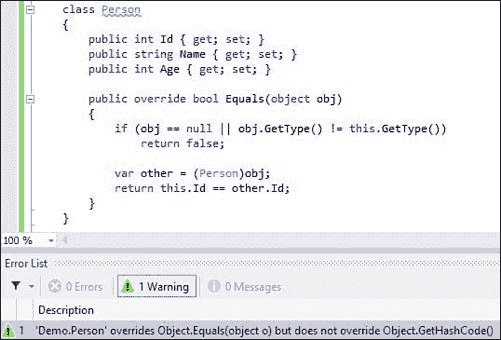 class Person
{
public int Id { get; set; }
public string Name { get; set; }
public int Age { get; set; }
public override bool Equals(object obj)
{
if (obj == null || obj.GetType() != this.GetType())
return false;
var other = (Person)obj;
return this.Id == other.Id;
}
}
100 %
Error List
0 Errors
1 Warning
0 Messages
Description
1 'Demo.Person' overrides Object.Equals(object o) but does not override Object.GetHashCode()